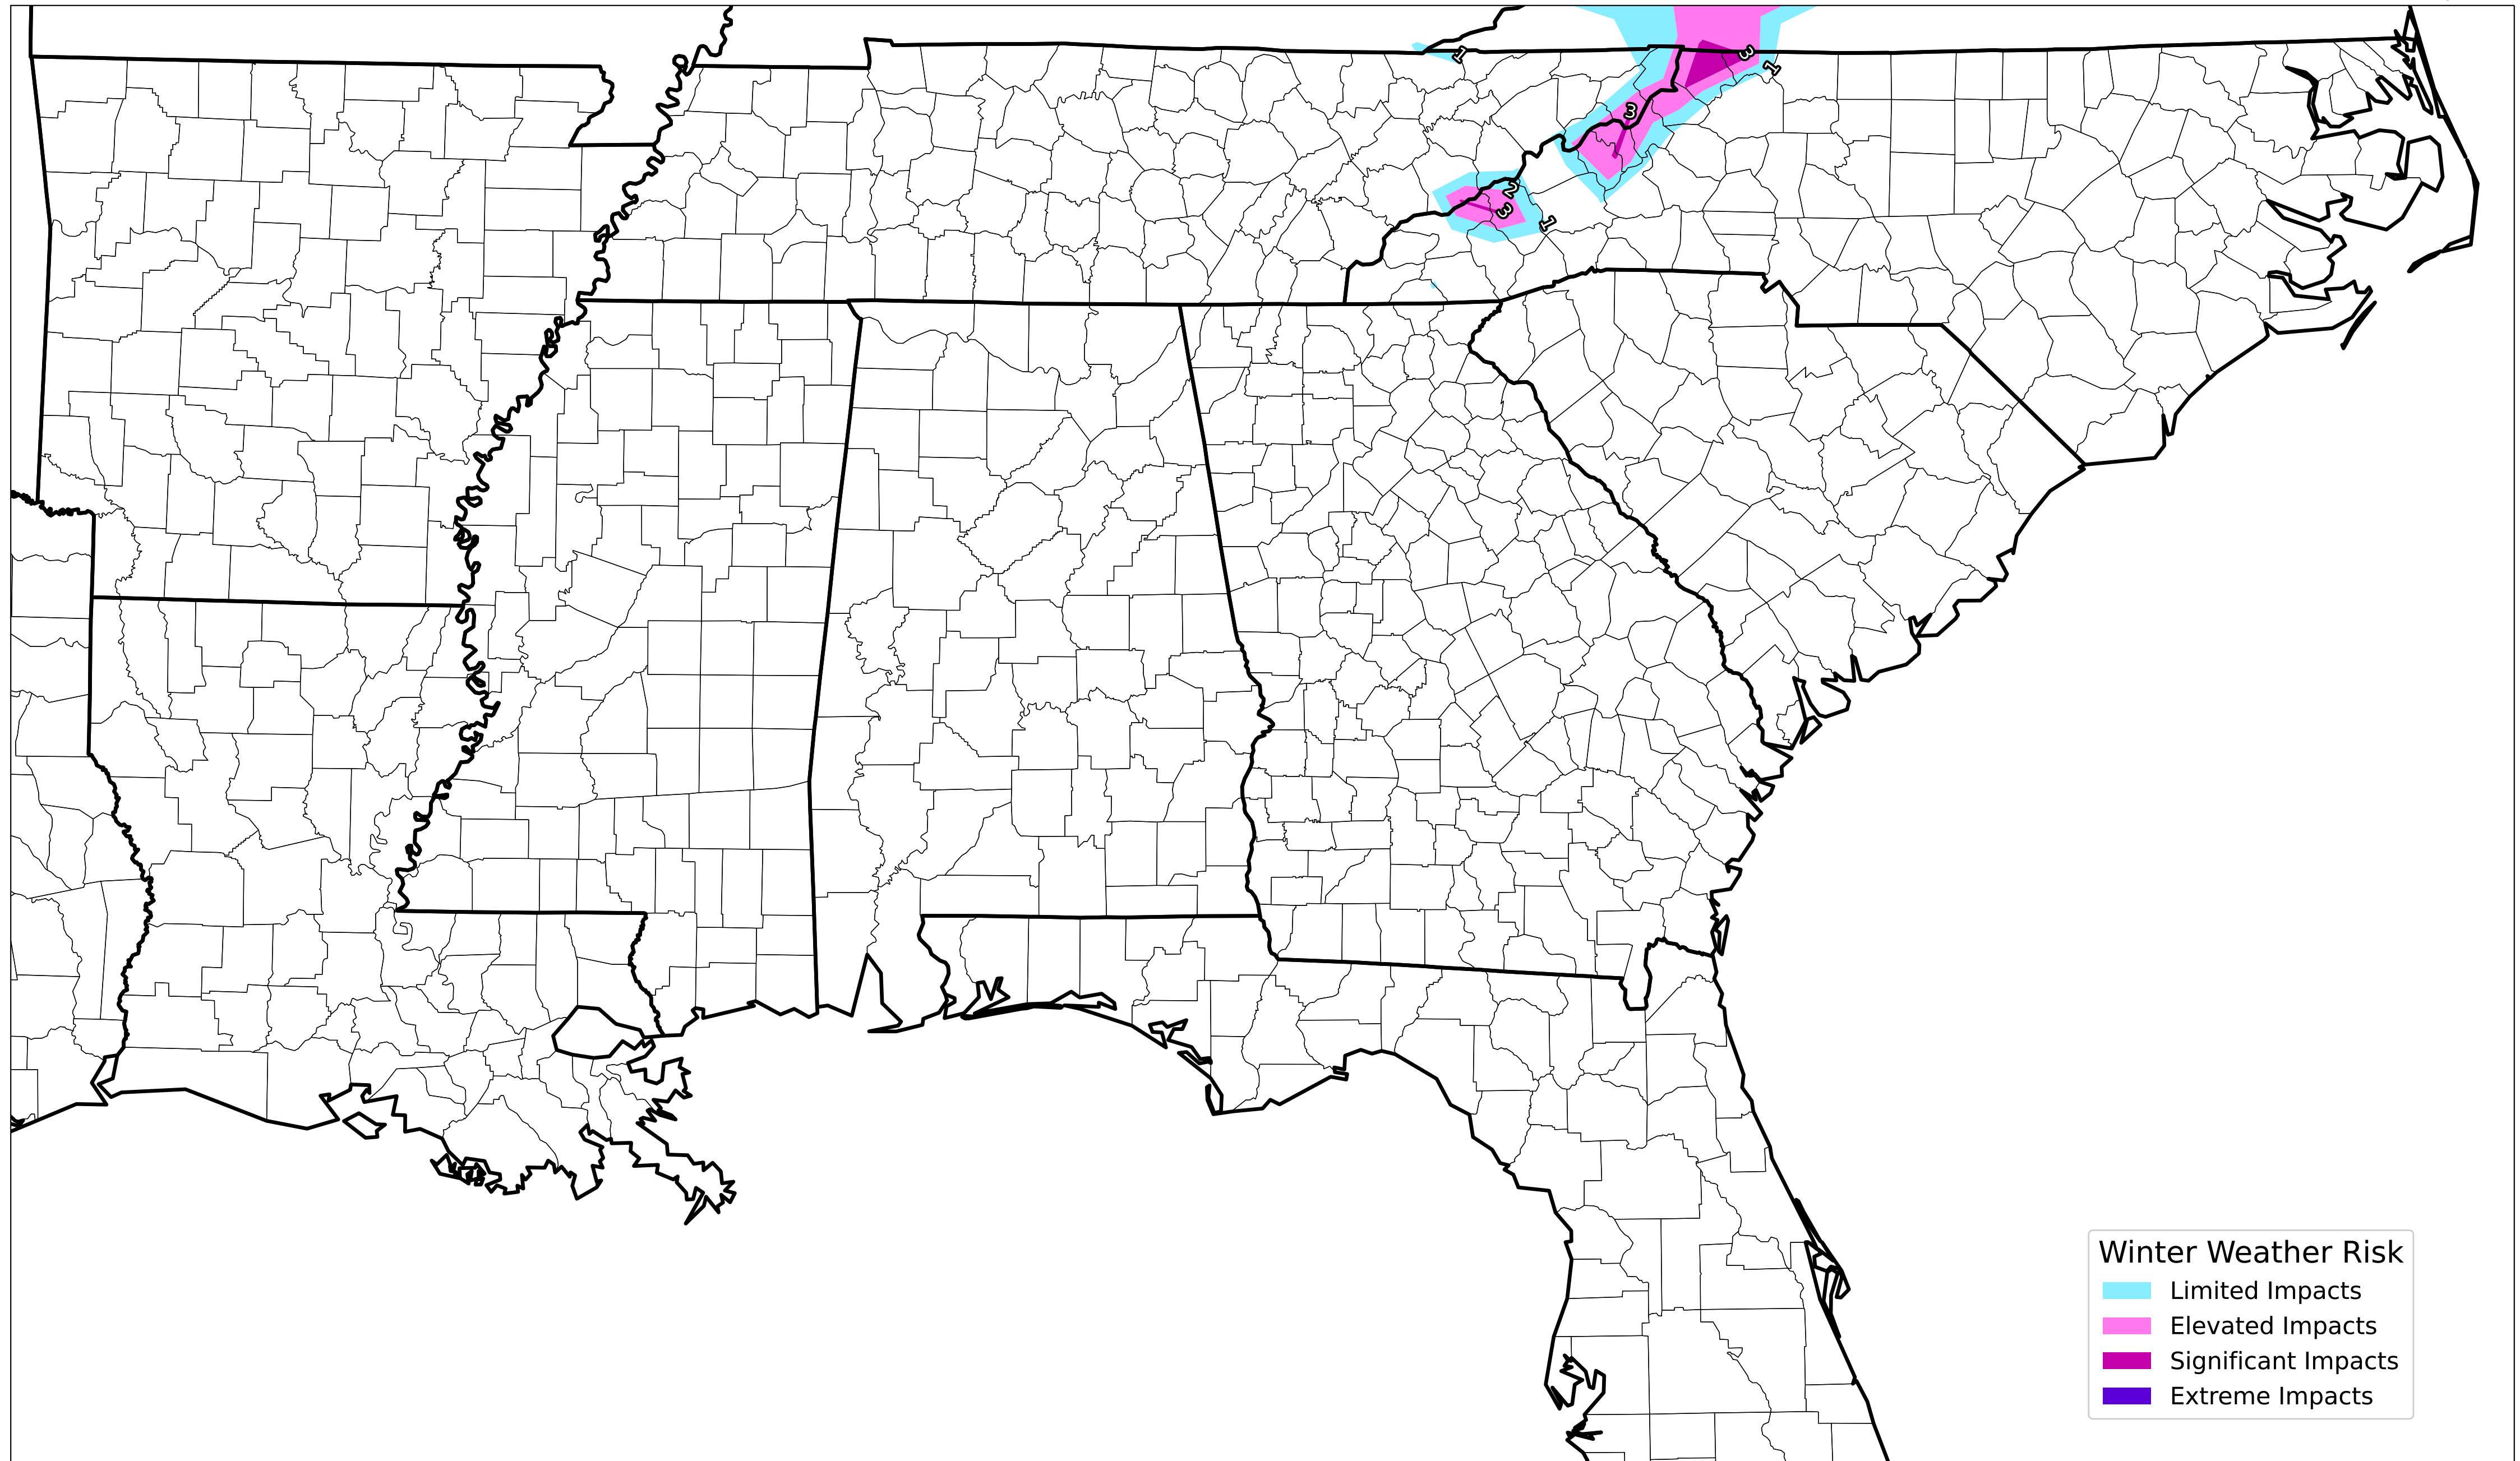 1
3
1
3
2
3
1
Winter Weather Risk
Limited Impacts
Elevated Impacts
Significant Impacts
Extreme Impacts